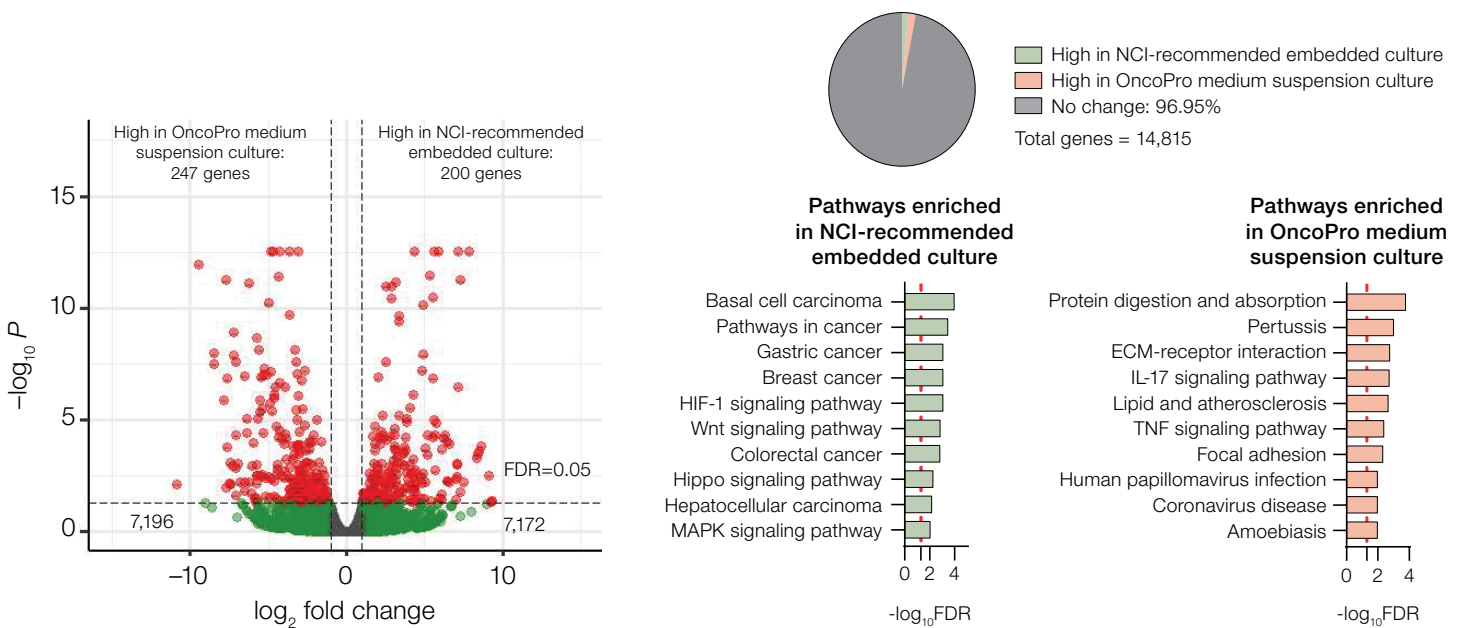 High in OncoPro medium
suspension culture:
247 genes
High in NCI-recommended
embedded culture:
200 genes
−log₁₀ P
15
10
5
0
FDR=0.05
7,196
7,172
−10
0
10
log₂ fold change
High in NCI-recommended embedded culture
High in OncoPro medium suspension culture
No change: 96.95%
Total genes = 14,815
Pathways enriched
in NCI-recommended
embedded culture
Basal cell carcinoma
Pathways in cancer
Gastric cancer
Breast cancer
HIF-1 signaling pathway
Wnt signaling pathway
Colorectal cancer
Hippo signaling pathway
Hepatocellular carcinoma
MAPK signaling pathway
0 2 4
-log₁₀FDR
Pathways enriched
in OncoPro medium
suspension culture
Protein digestion and absorption
Pertussis
ECM-receptor interaction
IL-17 signaling pathway
Lipid and atherosclerosis
TNF signaling pathway
Focal adhesion
Human papillomavirus infection
Coronavirus disease
Amoebiasis
0 2 4
-log₁₀FDR